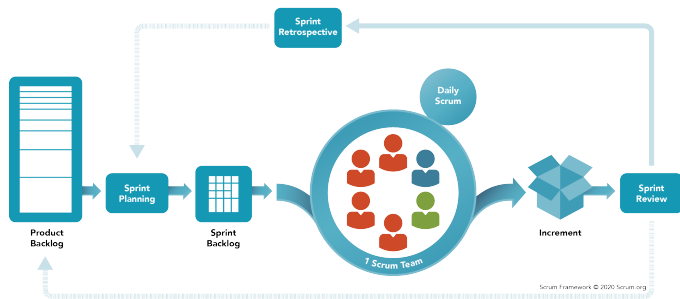 Sprint
Retrospective
Daily
Scrum
Sprint
Planning
Sprint
Review
Product
Backlog
Sprint
Backlog
1 Scrum Team
Increment
Scrum Framework © 2020 Scrum.org